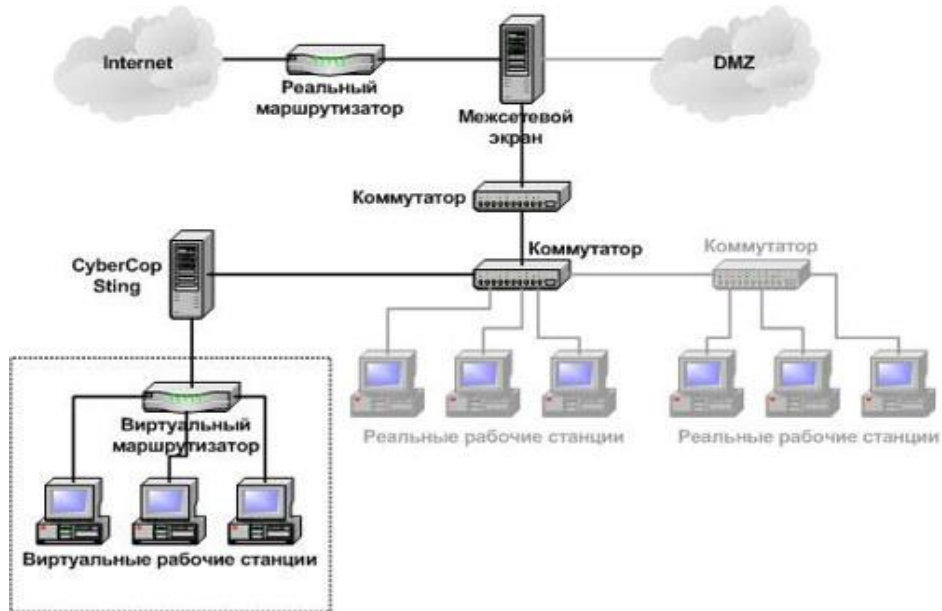 Internet
Реальный
маршрутизатор
Межсетевой
экран
DMZ
Коммутатор
Коммутатор
Коммутатор
CyberCop
Sting
Реальные рабочие станции
Реальные рабочие станции
Виртуальный
маршрутизатор
Виртуальные рабочие станции